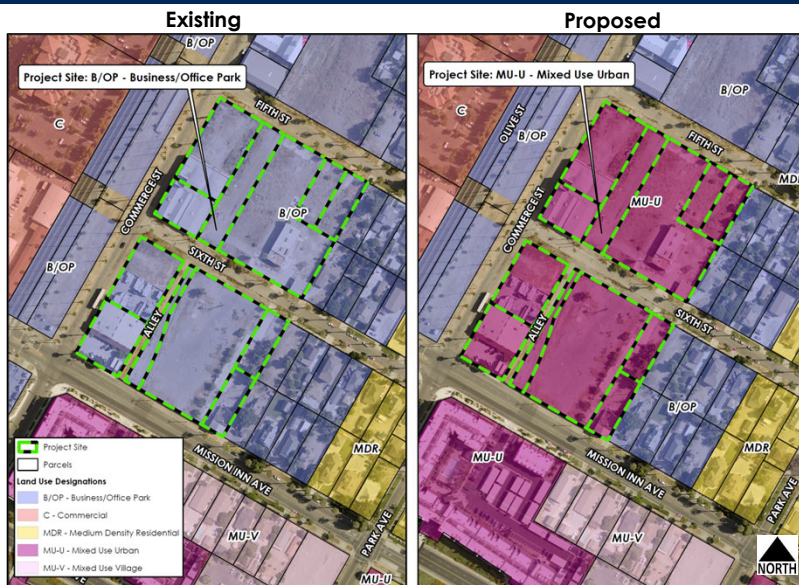 Existing
B/OP
Project Site: B/OP - Business/Office Park
FIFTH ST
C
COMMERCE ST
B/OP
SIXTH ST
B/OP
ALLEY
MDR
MISSION INN AVE
MU-V
PARK AVE
MU-U
AVE
Project Site
Parcels
Land Use Designations
B/OP - Business/Office Park
C - Commercial
MDR - Medium Density Residential
MU-U - Mixed Use Urban
MU-V - Mixed Use Village
Proposed
Project Site: MU-U - Mixed Use Urban
B/OP
C
OLIVE ST
B/OP
FIFTH ST
MDR
MU-U
COMMERCE ST
SIXTH ST
ALLEY
B/OP
MDR
MU-U
MISSION INN AVE
MU-V
PARK AVE
NORTH